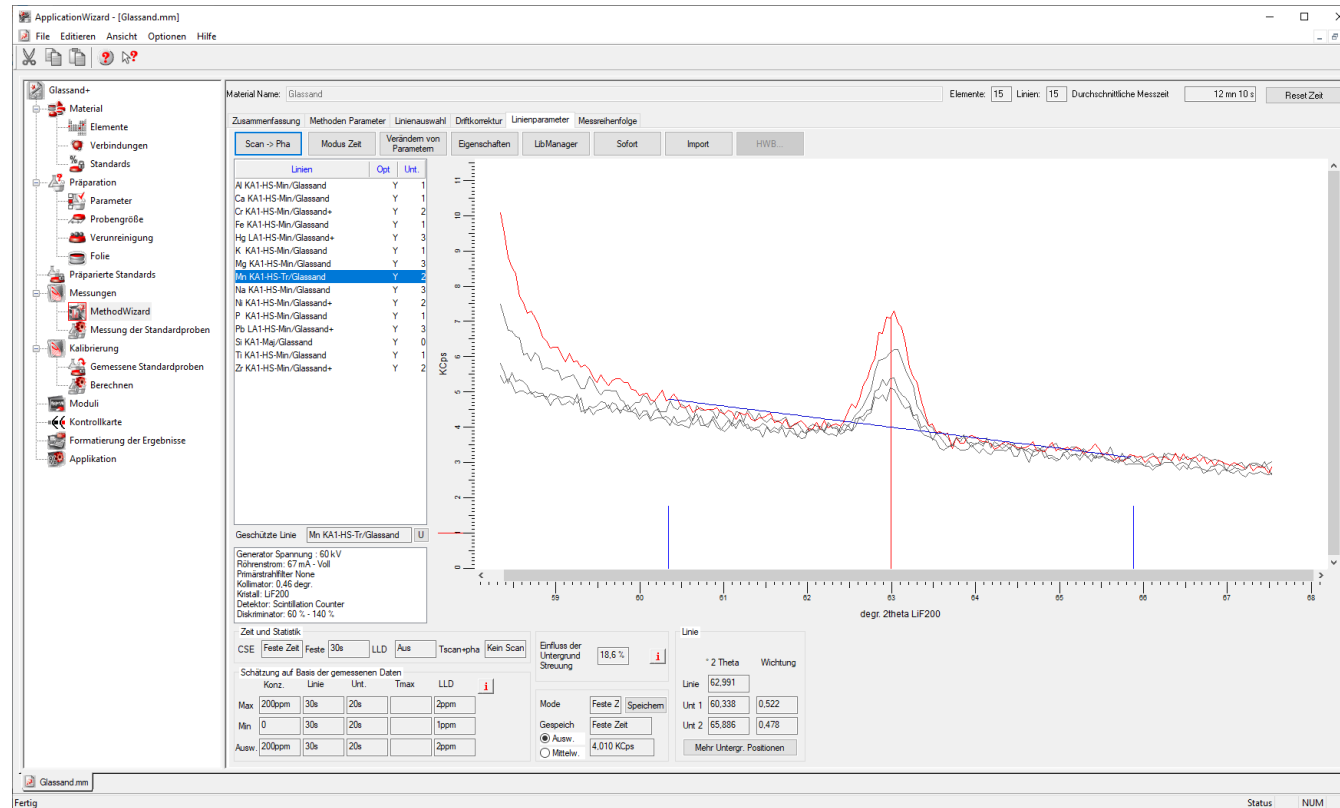 ApplicationWizard - [Glassand.mm]
File Editieren Ansicht Optionen Hilfe
Glassand+
Material
Elemente
Verbindungen
Standards
Präparation
Parameter
Probengröße
Verunreinigung
Folie
Präparierte Standards
Messungen
MethodWizard
Messung der Standardproben
Kalibrierung
Gemessene Standardproben
Berechnen
Moduli
Kontrollkarte
Formatierung der Ergebnisse
Applikation
Material Name: Glassand Elemente: 15 Linien: 15 Durchschnittliche Messzeit 12 mn 10 s Reset Zeit
Zusammenfassung Methoden Parameter Linienauswahl Driftkorrektur Linienparameter Messreihenfolge
Scan -> Pha Modus Zeit Verändern von Parametern Eigenschaften LibManager Sofort Import HWB...
Linien Opt Unt.
Al KA1-HS-Min/Glassand Y 1
Ca KA1-HS-Min/Glassand Y 1
Cr KA1-HS-Min/Glassand+ Y 2
Fe KA1-HS-Min/Glassand Y 1
Hg LA1-HS-Min/Glassand+ Y 3
K KA1-HS-Min/Glassand Y 1
Mg KA1-HS-Min/Glassand Y 3
Mn KA1-HS-Tr/Glassand Y 2
Na KA1-HS-Min/Glassand Y 3
Ni KA1-HS-Min/Glassand+ Y 2
P KA1-HS-Min/Glassand Y 1
Pb LA1-HS-Min/Glassand+ Y 3
Si KA1-Maj/Glassand Y 0
Ti KA1-HS-Min/Glassand Y 1
Zr KA1-HS-Min/Glassand+ Y 2
Geschützte Linie Mn KA1-HS-Tr/Glassand U
Generator Spannung : 60 kV
Röhrenstrom: 67 mA - Voll
Primärstrahlfilter None
Kollimator: 0,46 degr.
Kristall: LiF200
Detektor: Scintillation Counter
Diskriminator: 60 % - 140 %
KCps
11
10
9
8
7
6
5
4
3
2
1
0
59 60 61 62 63 64 65 66 67 68
degr. 2theta LiF200
Zeit und Statistik
CSE Feste Zeit Feste 30s LLD Aus Tscan+pha Kein Scan
Schätzung auf Basis der gemessenen Daten
Konz. Linie Unt. Tmax LLD i
Max 200ppm 30s 20s 2ppm
Min 0 30s 20s 1ppm
Ausw. 200ppm 30s 20s 2ppm
Einfluss der Untergrund Streuung 18,6 % i
Mode Feste Z Speichern
Gespeich Feste Zeit
Ausw.
Mittelw. 4,010 KCps
Linie
° 2 Theta Wichtung
Linie 62,991
Unt 1 60,338 0,522
Unt 2 65,886 0,478
Mehr Untergr. Positionen
Glassand.mm
Fertig Status NUM